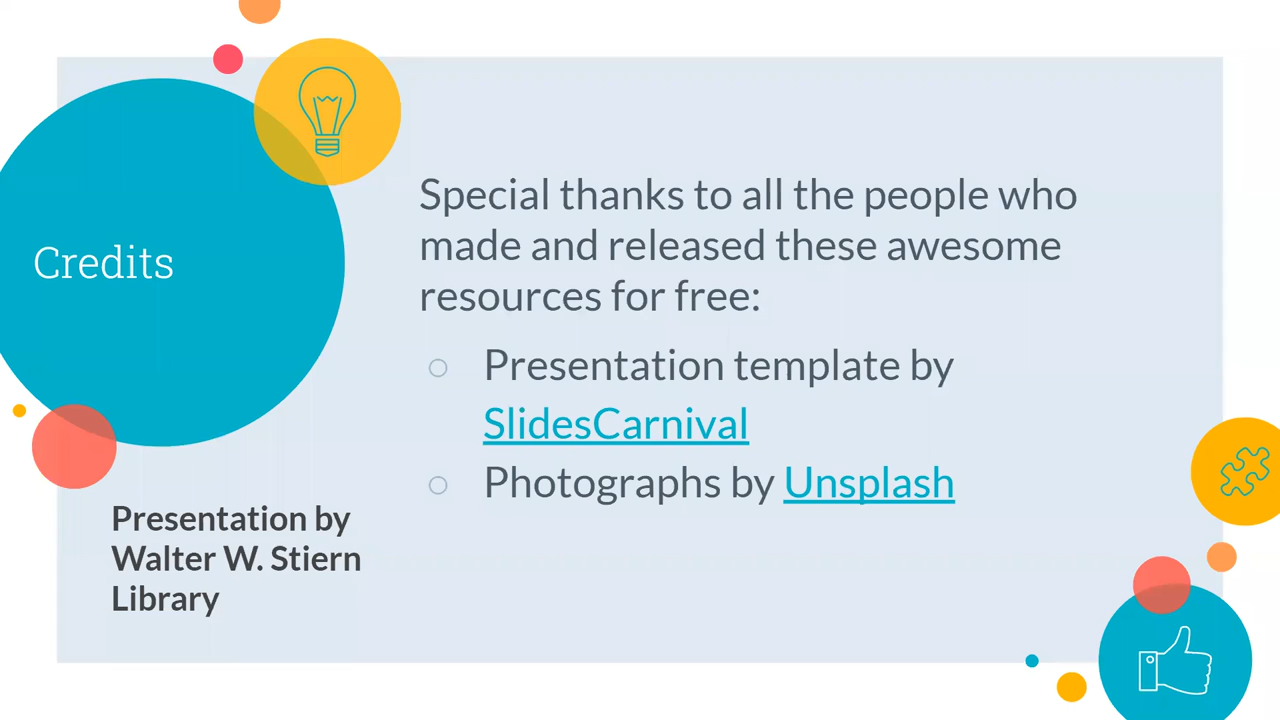 Credits
Special thanks to all the people who
made and released these awesome
resources for free:
○ Presentation template by
SlidesCarnival
○ Photographs by Unsplash
Presentation by
Walter W. Stiern
Library